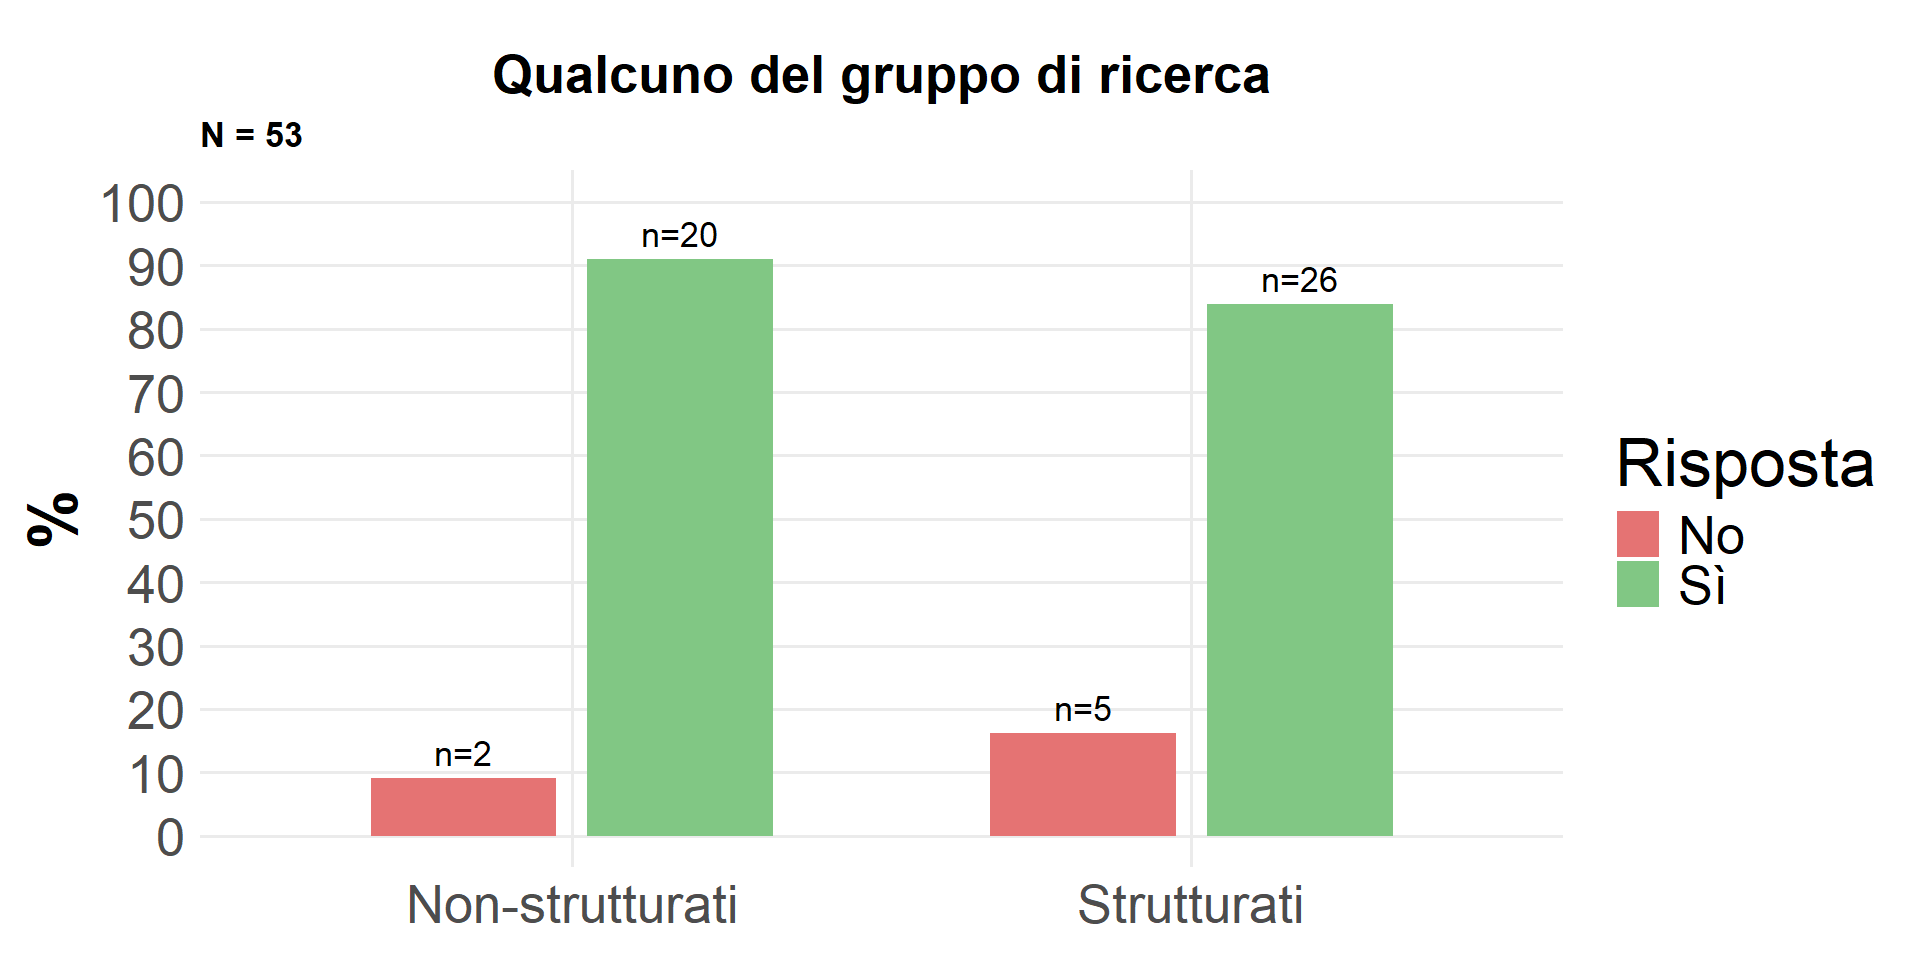 Qualcuno del gruppo di ricerca
N = 53
100
90
80
70
60
50
40
30
20
10
0
%
n=2
n=20
n=5
n=26
Non-strutturati
Strutturati
Risposta
No
Sì